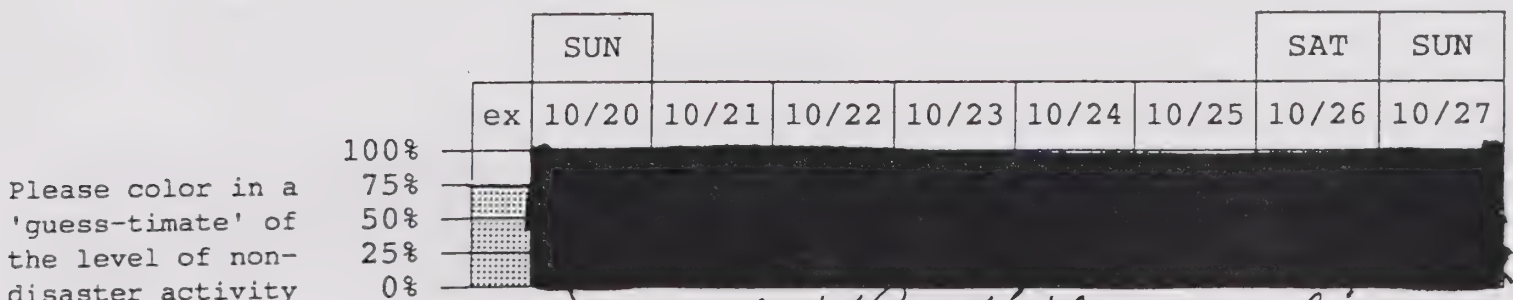 SUN SAT SUN
ex 10/20 10/21 10/22 10/23 10/24 10/25 10/26 10/27
100%
Please color in a 75%
'guess-timate' of 50%
the level of non- 25%
disaster activity 0%